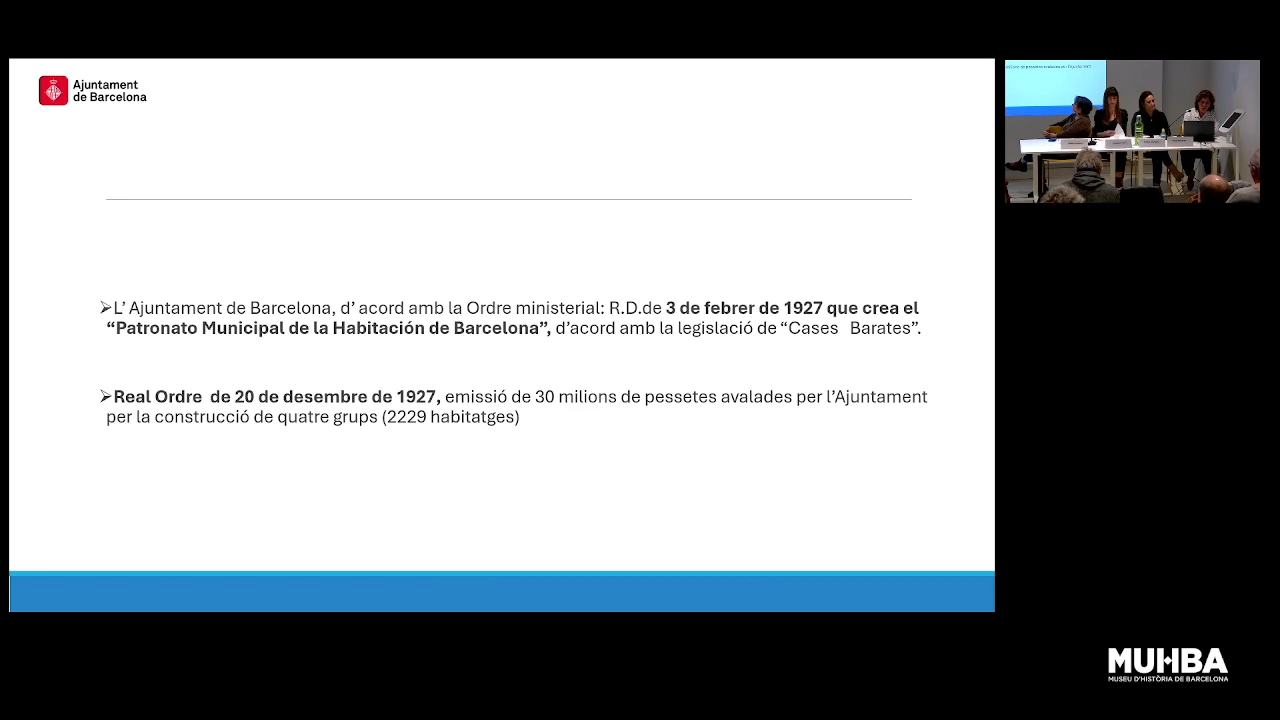 Ajuntament
de Barcelona
➢L’ Ajuntament de Barcelona, d’ acord amb la Ordre ministerial: R.D.de 3 de febrer de 1927 que crea el
“Patronato Municipal de la Habitación de Barcelona”, d’acord amb la legislació de “Cases Barates”.
➢Real Ordre de 20 de desembre de 1927, emissió de 30 milions de pessetes avalades per l’Ajuntament
per la construcció de quatre grups (2229 habitatges)
MUHBA
MUSEU D'HISTÒRIA DE BARCELONA